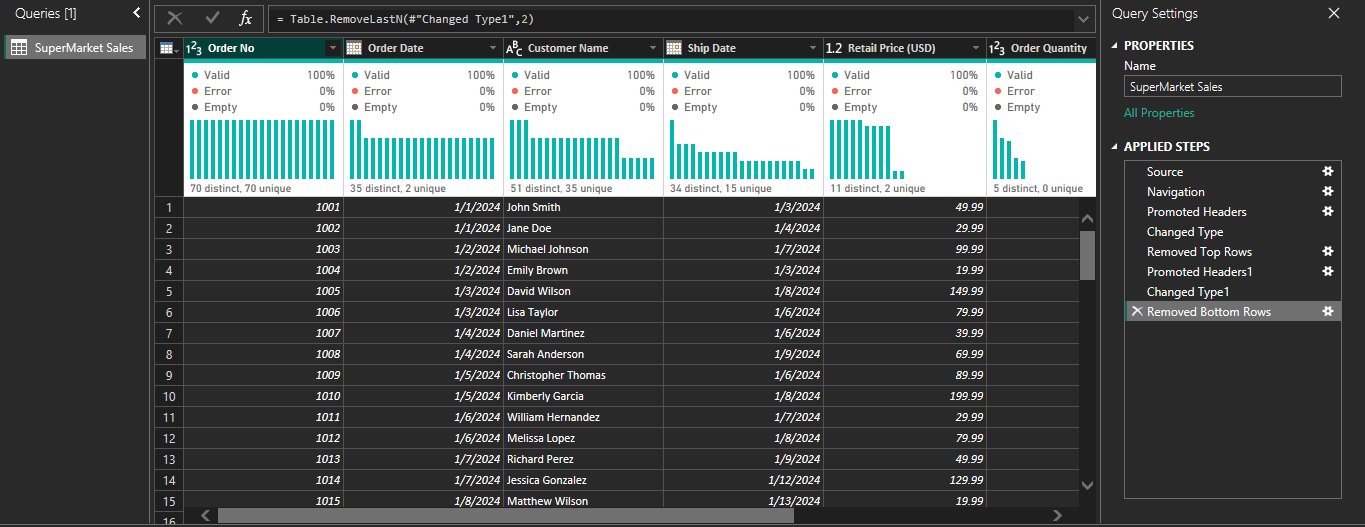 Queries [1]
SuperMarket Sales
fx = Table.RemoveLastN(#"Changed Type1",2)
1²3 Order No Order Date ABC Customer Name Ship Date 1.2 Retail Price (USD) 1²3 Order Quantity
Valid 100% Valid 100% Valid 100% Valid 100% Valid 100% Valid
Error 0% Error 0% Error 0% Error 0% Error 0% Error
Empty 0% Empty 0% Empty 0% Empty 0% Empty 0% Empty
70 distinct, 70 unique 35 distinct, 2 unique 51 distinct, 35 unique 34 distinct, 15 unique 11 distinct, 2 unique 5 distinct, 0 unique
1 1001 1/1/2024 John Smith 1/3/2024 49.99
2 1002 1/1/2024 Jane Doe 1/4/2024 29.99
3 1003 1/2/2024 Michael Johnson 1/7/2024 99.99
4 1004 1/2/2024 Emily Brown 1/3/2024 19.99
5 1005 1/3/2024 David Wilson 1/8/2024 149.99
6 1006 1/3/2024 Lisa Taylor 1/6/2024 79.99
7 1007 1/4/2024 Daniel Martinez 1/6/2024 39.99
8 1008 1/4/2024 Sarah Anderson 1/9/2024 69.99
9 1009 1/5/2024 Christopher Thomas 1/6/2024 89.99
10 1010 1/5/2024 Kimberly Garcia 1/8/2024 199.99
11 1011 1/6/2024 William Hernandez 1/7/2024 29.99
12 1012 1/6/2024 Melissa Lopez 1/8/2024 79.99
13 1013 1/7/2024 Richard Perez 1/9/2024 49.99
14 1014 1/7/2024 Jessica Gonzalez 1/12/2024 129.99
15 1015 1/8/2024 Matthew Wilson 1/13/2024 19.99
16
Query Settings
PROPERTIES
Name
SuperMarket Sales
All Properties
APPLIED STEPS
Source
Navigation
Promoted Headers
Changed Type
Removed Top Rows
Promoted Headers1
Changed Type1
Removed Bottom Rows